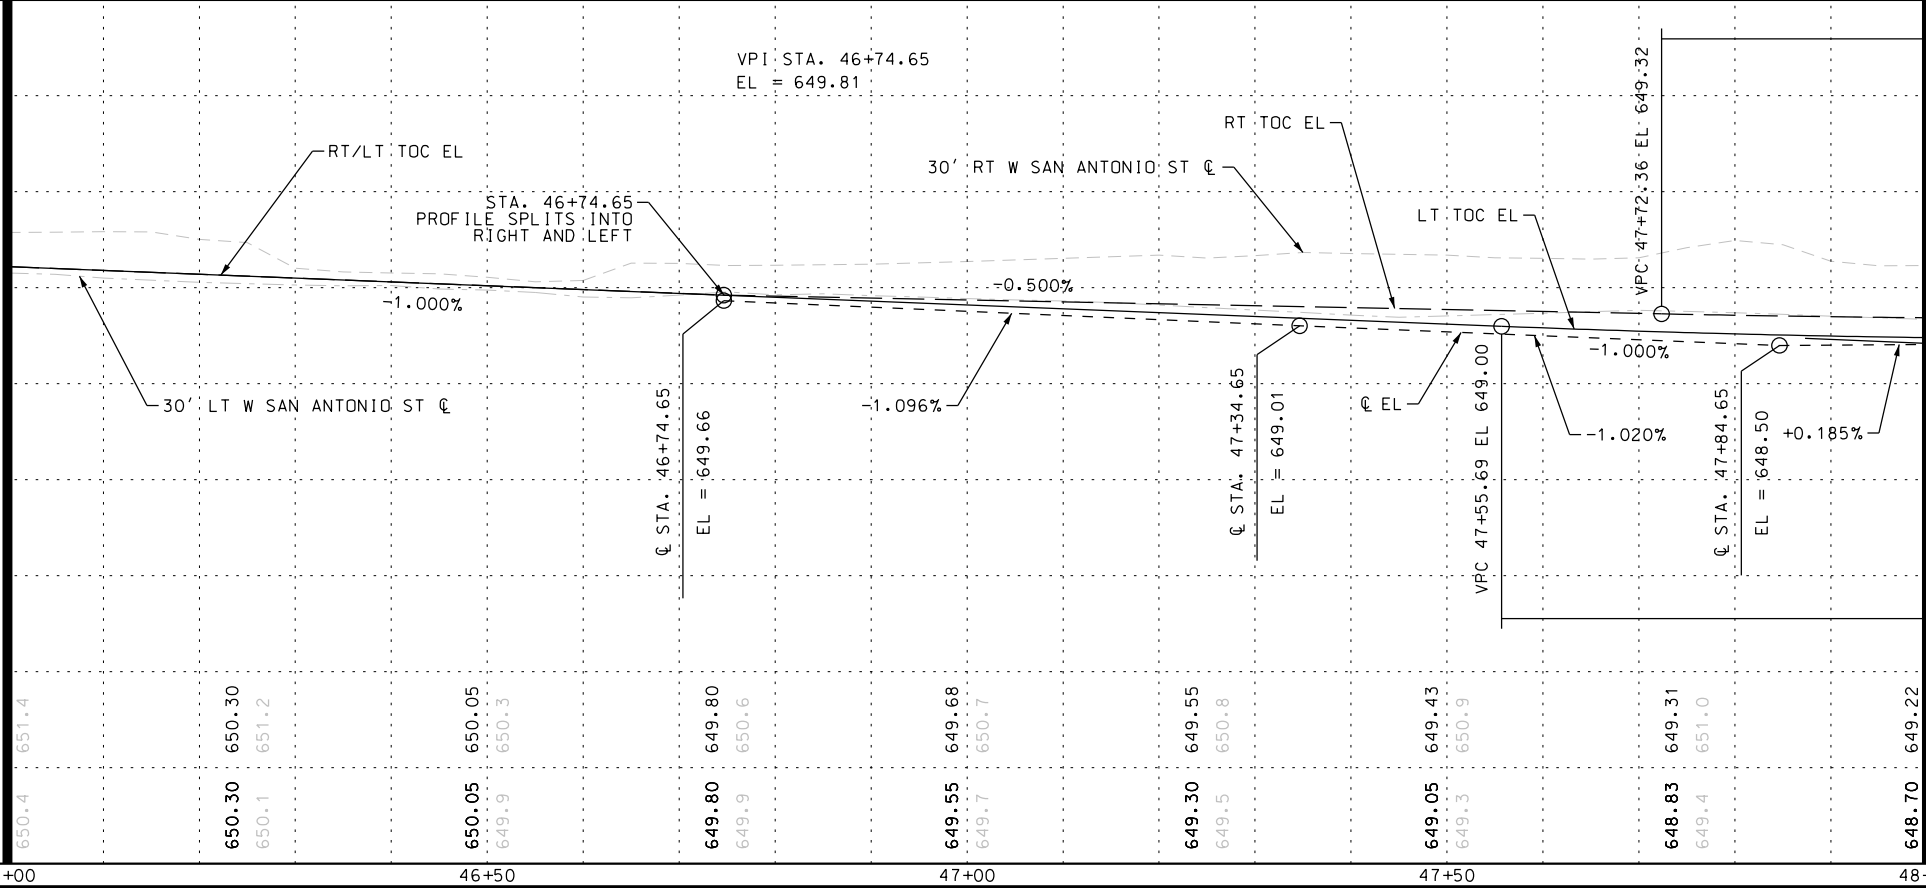 VPI STA. 46+74.65
EL = 649.81
VPC 47+72.36 EL 649.32
RT TOC EL
RT/LT TOC EL
30' RT W SAN ANTONIO ST ℄
STA. 46+74.65
PROFILE SPLITS INTO
RIGHT AND LEFT
LT TOC EL
-1.000%
-0.500%
-1.000%
30' LT W SAN ANTONIO ST ℄
-1.096%
℄ EL
-1.020%
+0.185%
℄ STA. 46+74.65
EL = 649.66
℄ STA. 47+34.65
EL = 649.01
VPC 47+55.69 EL 649.00
℄ STA. 47+84.65
EL = 648.50
651.4
650.30
651.2
650.05
650.3
649.80
650.6
649.68
650.7
649.55
650.8
649.43
650.9
649.31
651.0
649.22
650.4
650.30
650.1
650.05
649.9
649.80
649.9
649.55
649.7
649.30
649.5
649.05
649.3
648.83
649.4
648.70
+00
46+50
47+00
47+50
48-